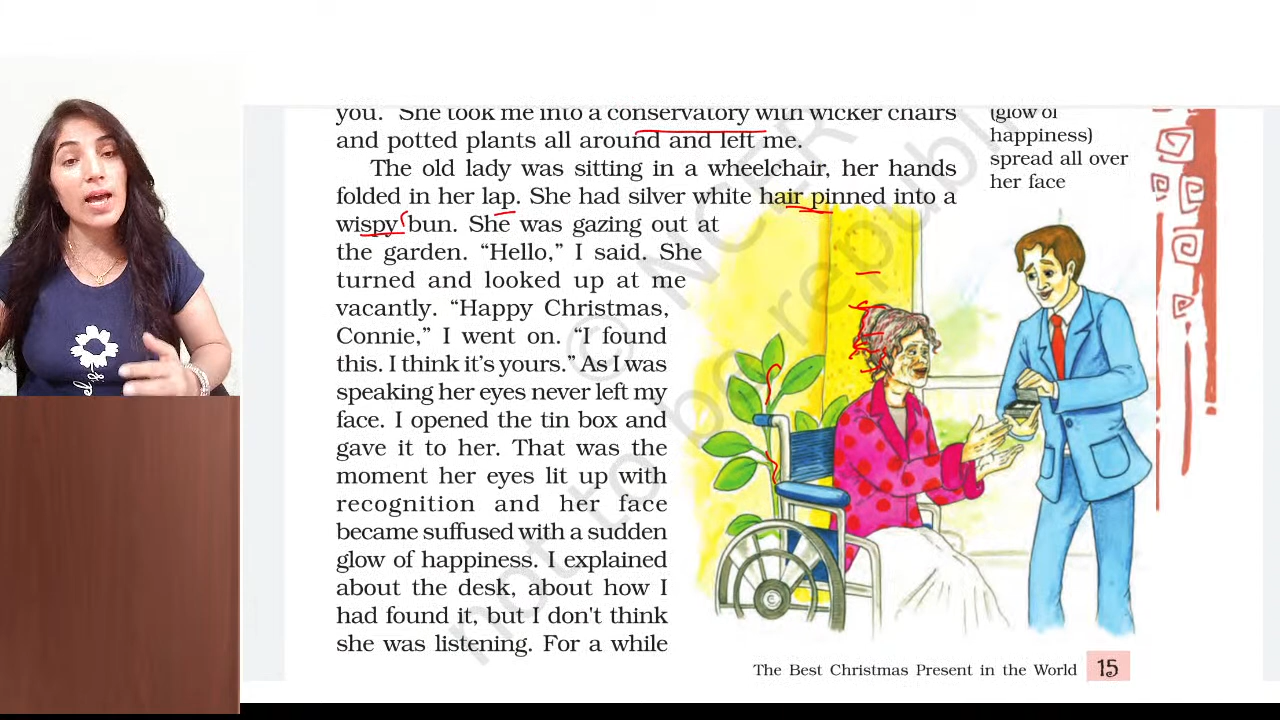 you." She took me into a conservatory with wicker chairs
and potted plants all around and left me.
The old lady was sitting in a wheelchair, her hands
folded in her lap. She had silver white hair pinned into a
wispy bun. She was gazing out at
the garden. “Hello,” I said. She
turned and looked up at me
vacantly. “Happy Christmas,
Connie,” I went on. “I found
this. I think it’s yours.” As I was
speaking her eyes never left my
face. I opened the tin box and
gave it to her. That was the
moment her eyes lit up with
recognition and her face
became suffused with a sudden
glow of happiness. I explained
about the desk, about how I
had found it, but I don't think
she was listening. For a while
(glow of
happiness)
spread all over
her face
© NCER
not to be republ
The Best Christmas Present in the World 15